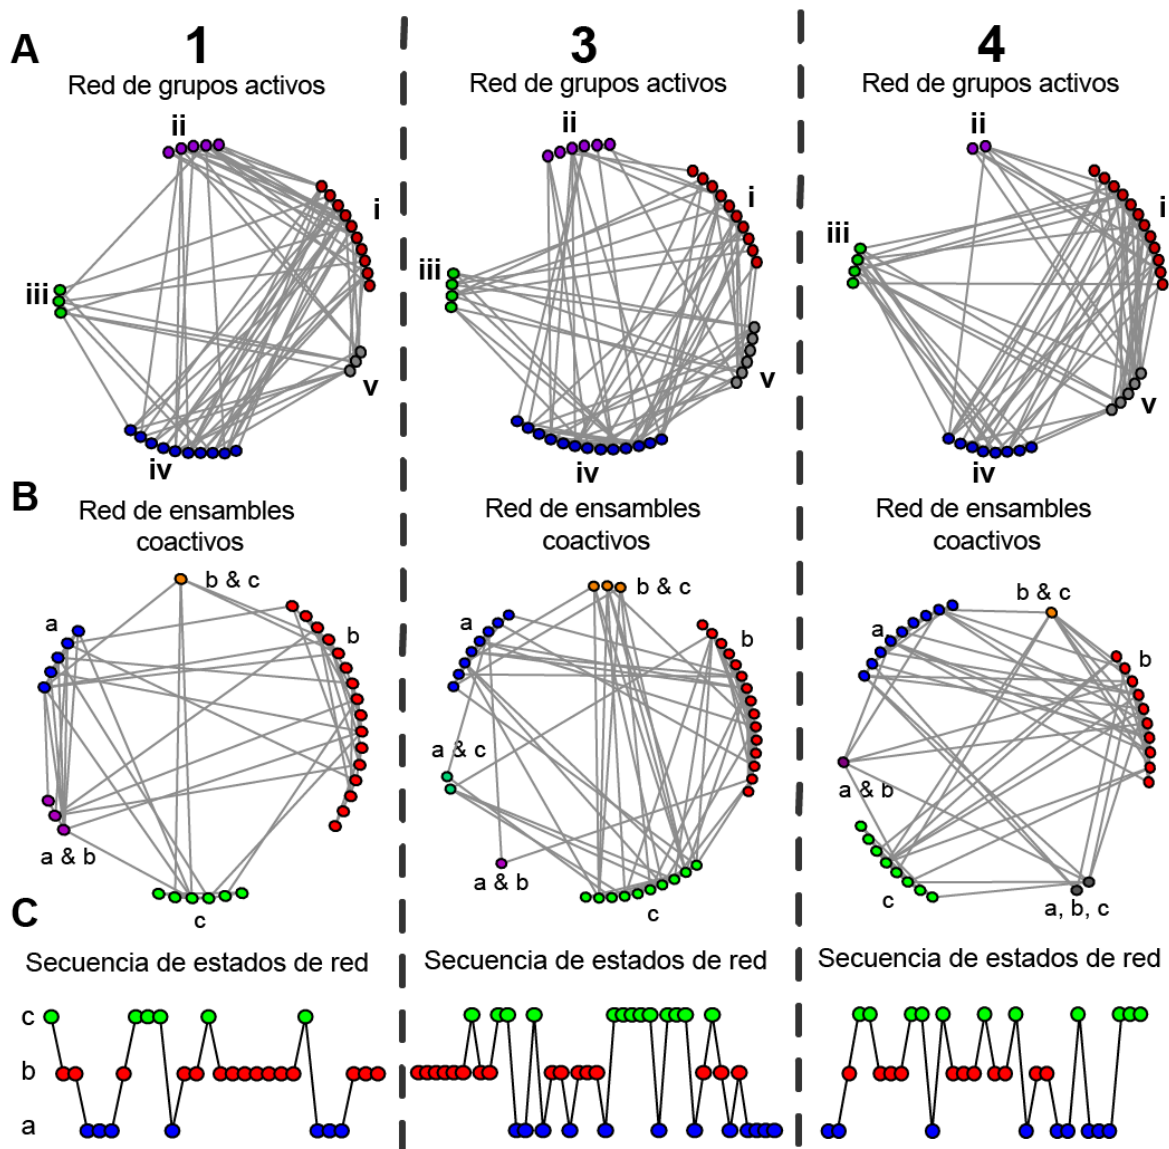 A
1
3
4
Red de grupos activos
Red de grupos activos
Red de grupos activos
ii
i
iii
v
iv
ii
i
iii
v
iv
ii
i
iii
v
iv
B
Red de ensambles
coactivos
Red de ensambles
coactivos
Red de ensambles
coactivos
b & c
a
b
a & b
c
b & c
a
b
a & c
a & b
c
b & c
a
b
a & b
c
a, b, c
C
Secuencia de estados de red
Secuencia de estados de red
Secuencia de estados de red
c
b
a